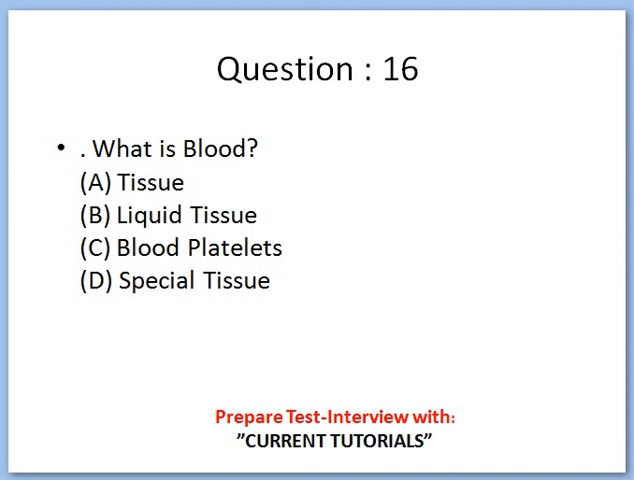 Question : 16
• . What is Blood?
(A) Tissue
(B) Liquid Tissue
(C) Blood Platelets
(D) Special Tissue
Prepare Test-Interview with:
”CURRENT TUTORIALS”